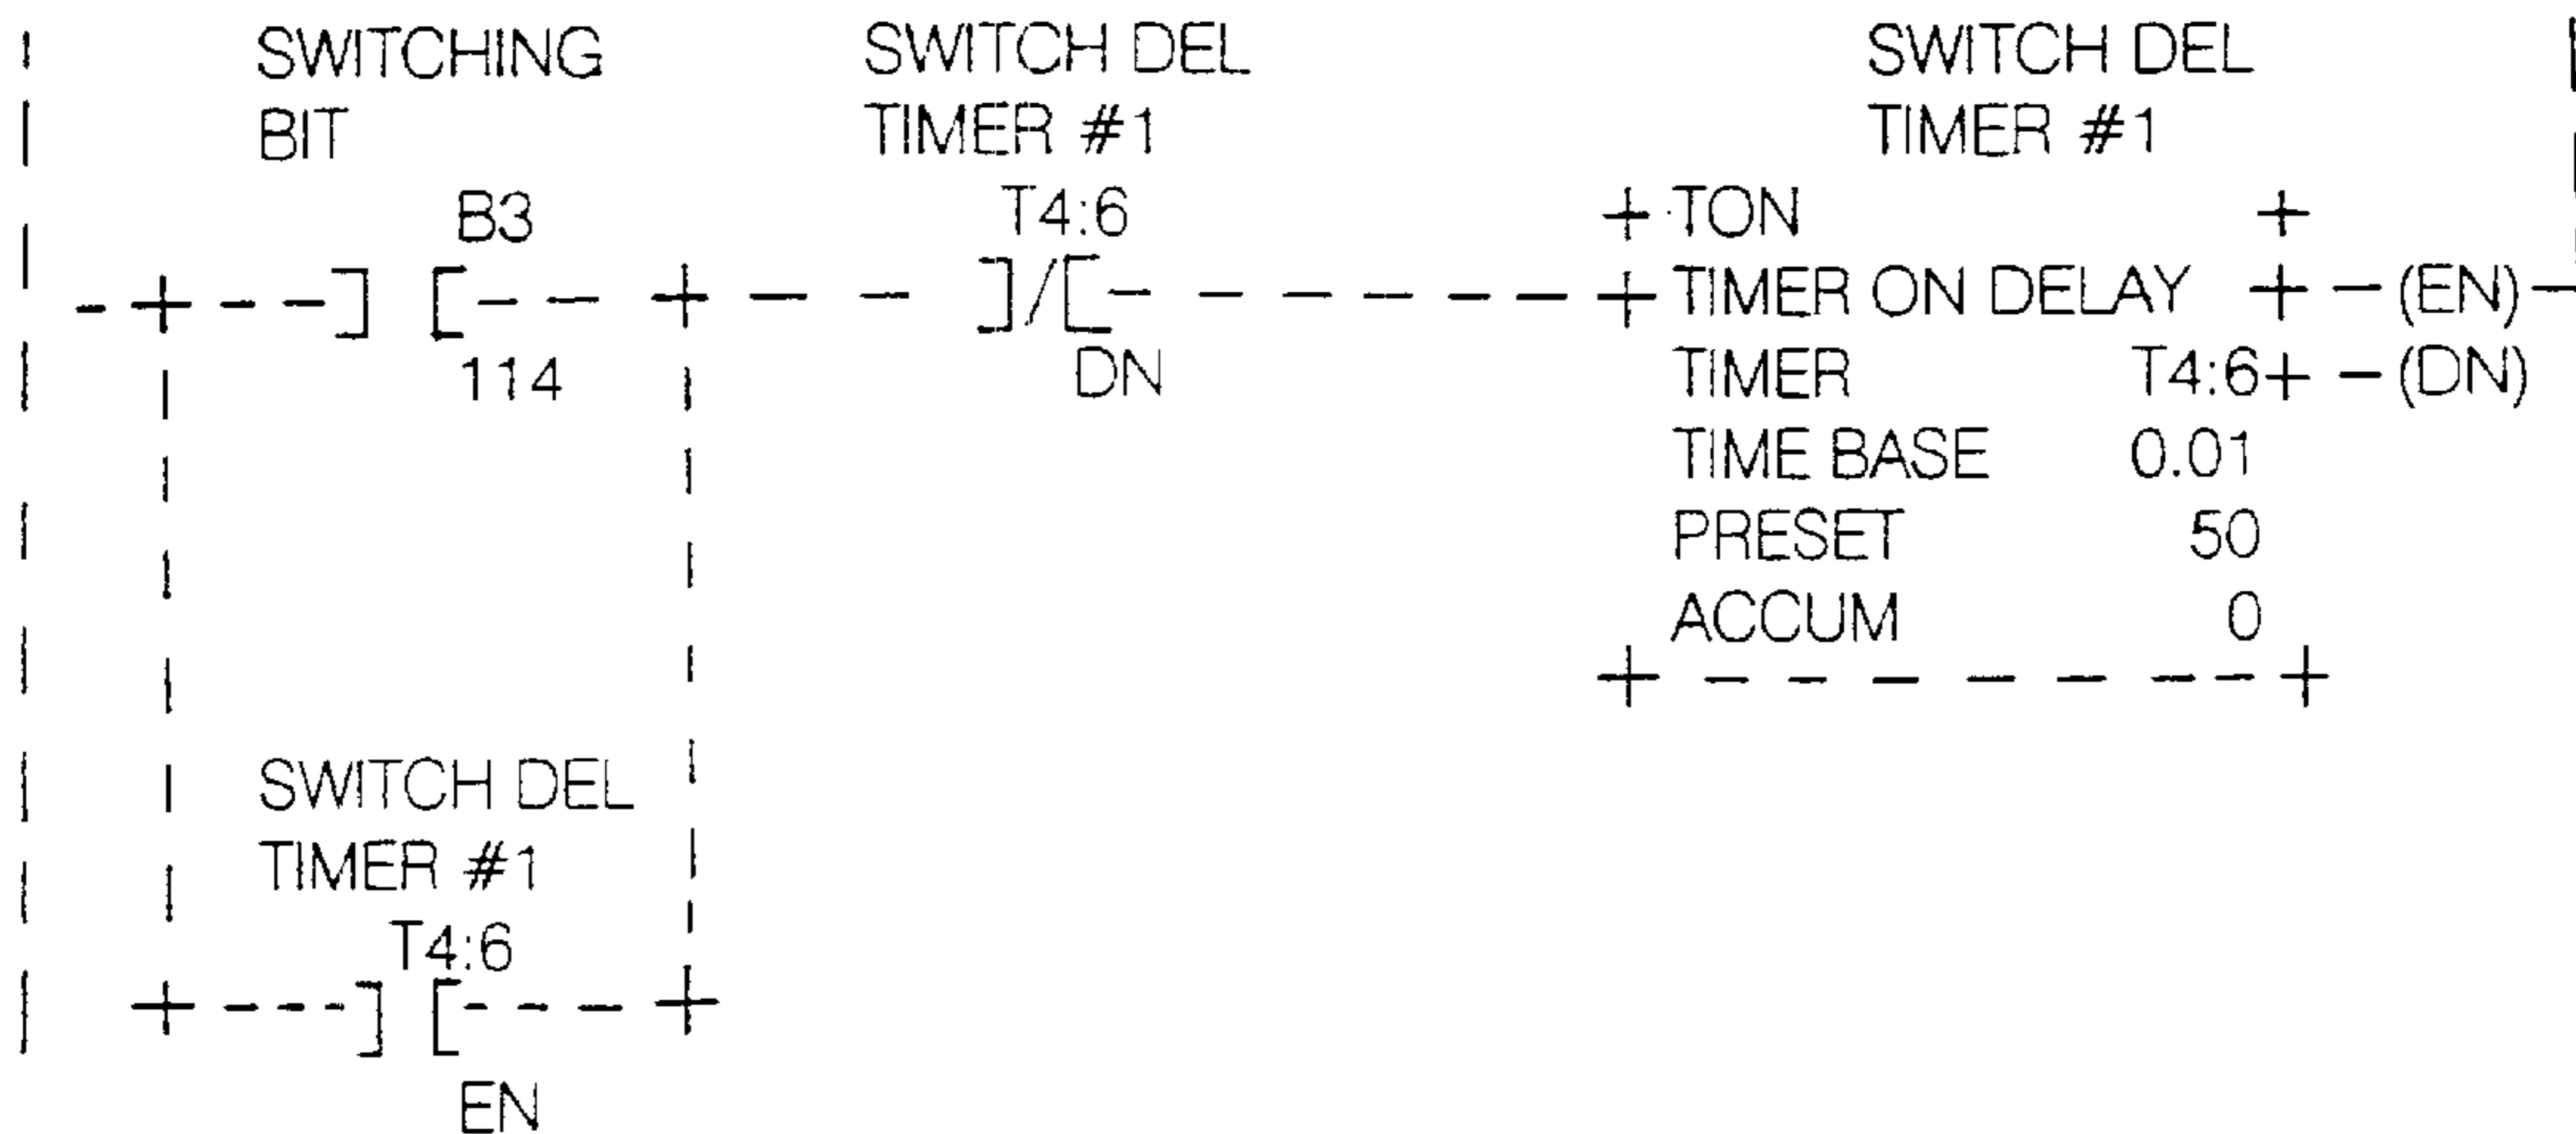 SWITCHING
BIT
B3
] [
114
SWITCH DEL
TIMER #1
T4:6
]/[
DN
SWITCH DEL
TIMER #1
TON
TIMER ON DELAY (EN)
TIMER T4:6 (DN)
TIME BASE 0.01
PRESET 50
ACCUM 0
SWITCH DEL
TIMER #1
T4:6
] [
EN